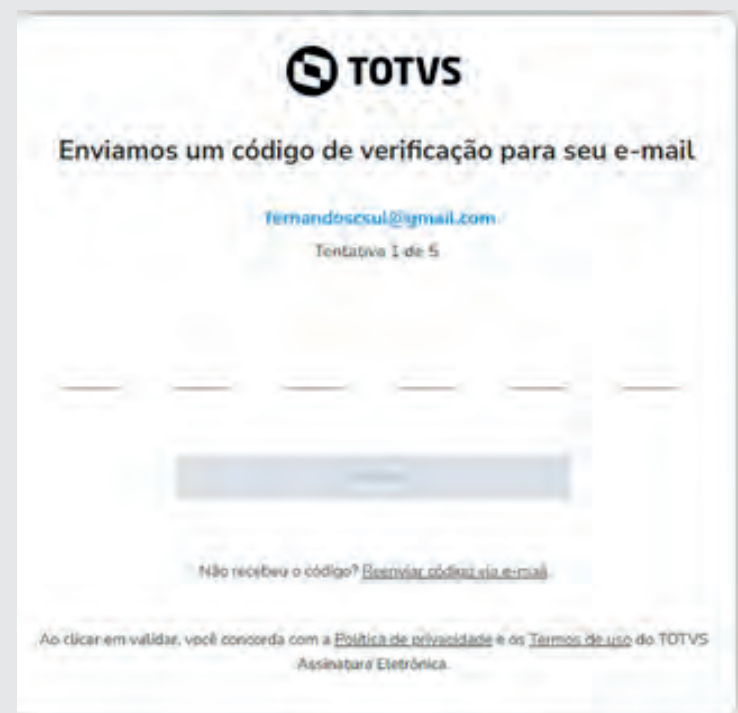 TOTVS
Enviamos um código de verificação para seu e-mail
fernandoscsul@gmail.com
Tentativa 1 de 5
Não recebeu o código? Reenviar código via e-mail
Ao clicar em validar, você concorda com a Política de privacidade e os Termos de uso do TOTVS
Assinatura Eletrônica.